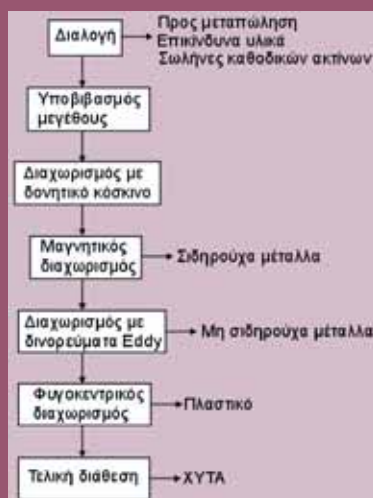 Διαλογή
Προς μεταπώληση
Επικίνδυνα υλικά
Σωλήνες καθοδικών ακτίνων
Υποβιβασμός
μεγέθους
Διαχωρισμός με
δονητικό κόσκινο
Μαγνητικός
διαχωρισμός
Σιδηρούχα μέταλλα
Διαχωρισμός με
δινορεύματα Eddy
Μη σιδηρούχα μέταλλα
Φυγοκεντρικός
διαχωρισμός
Πλαστικό
Τελική διάθεση
ΧΥΤΑ